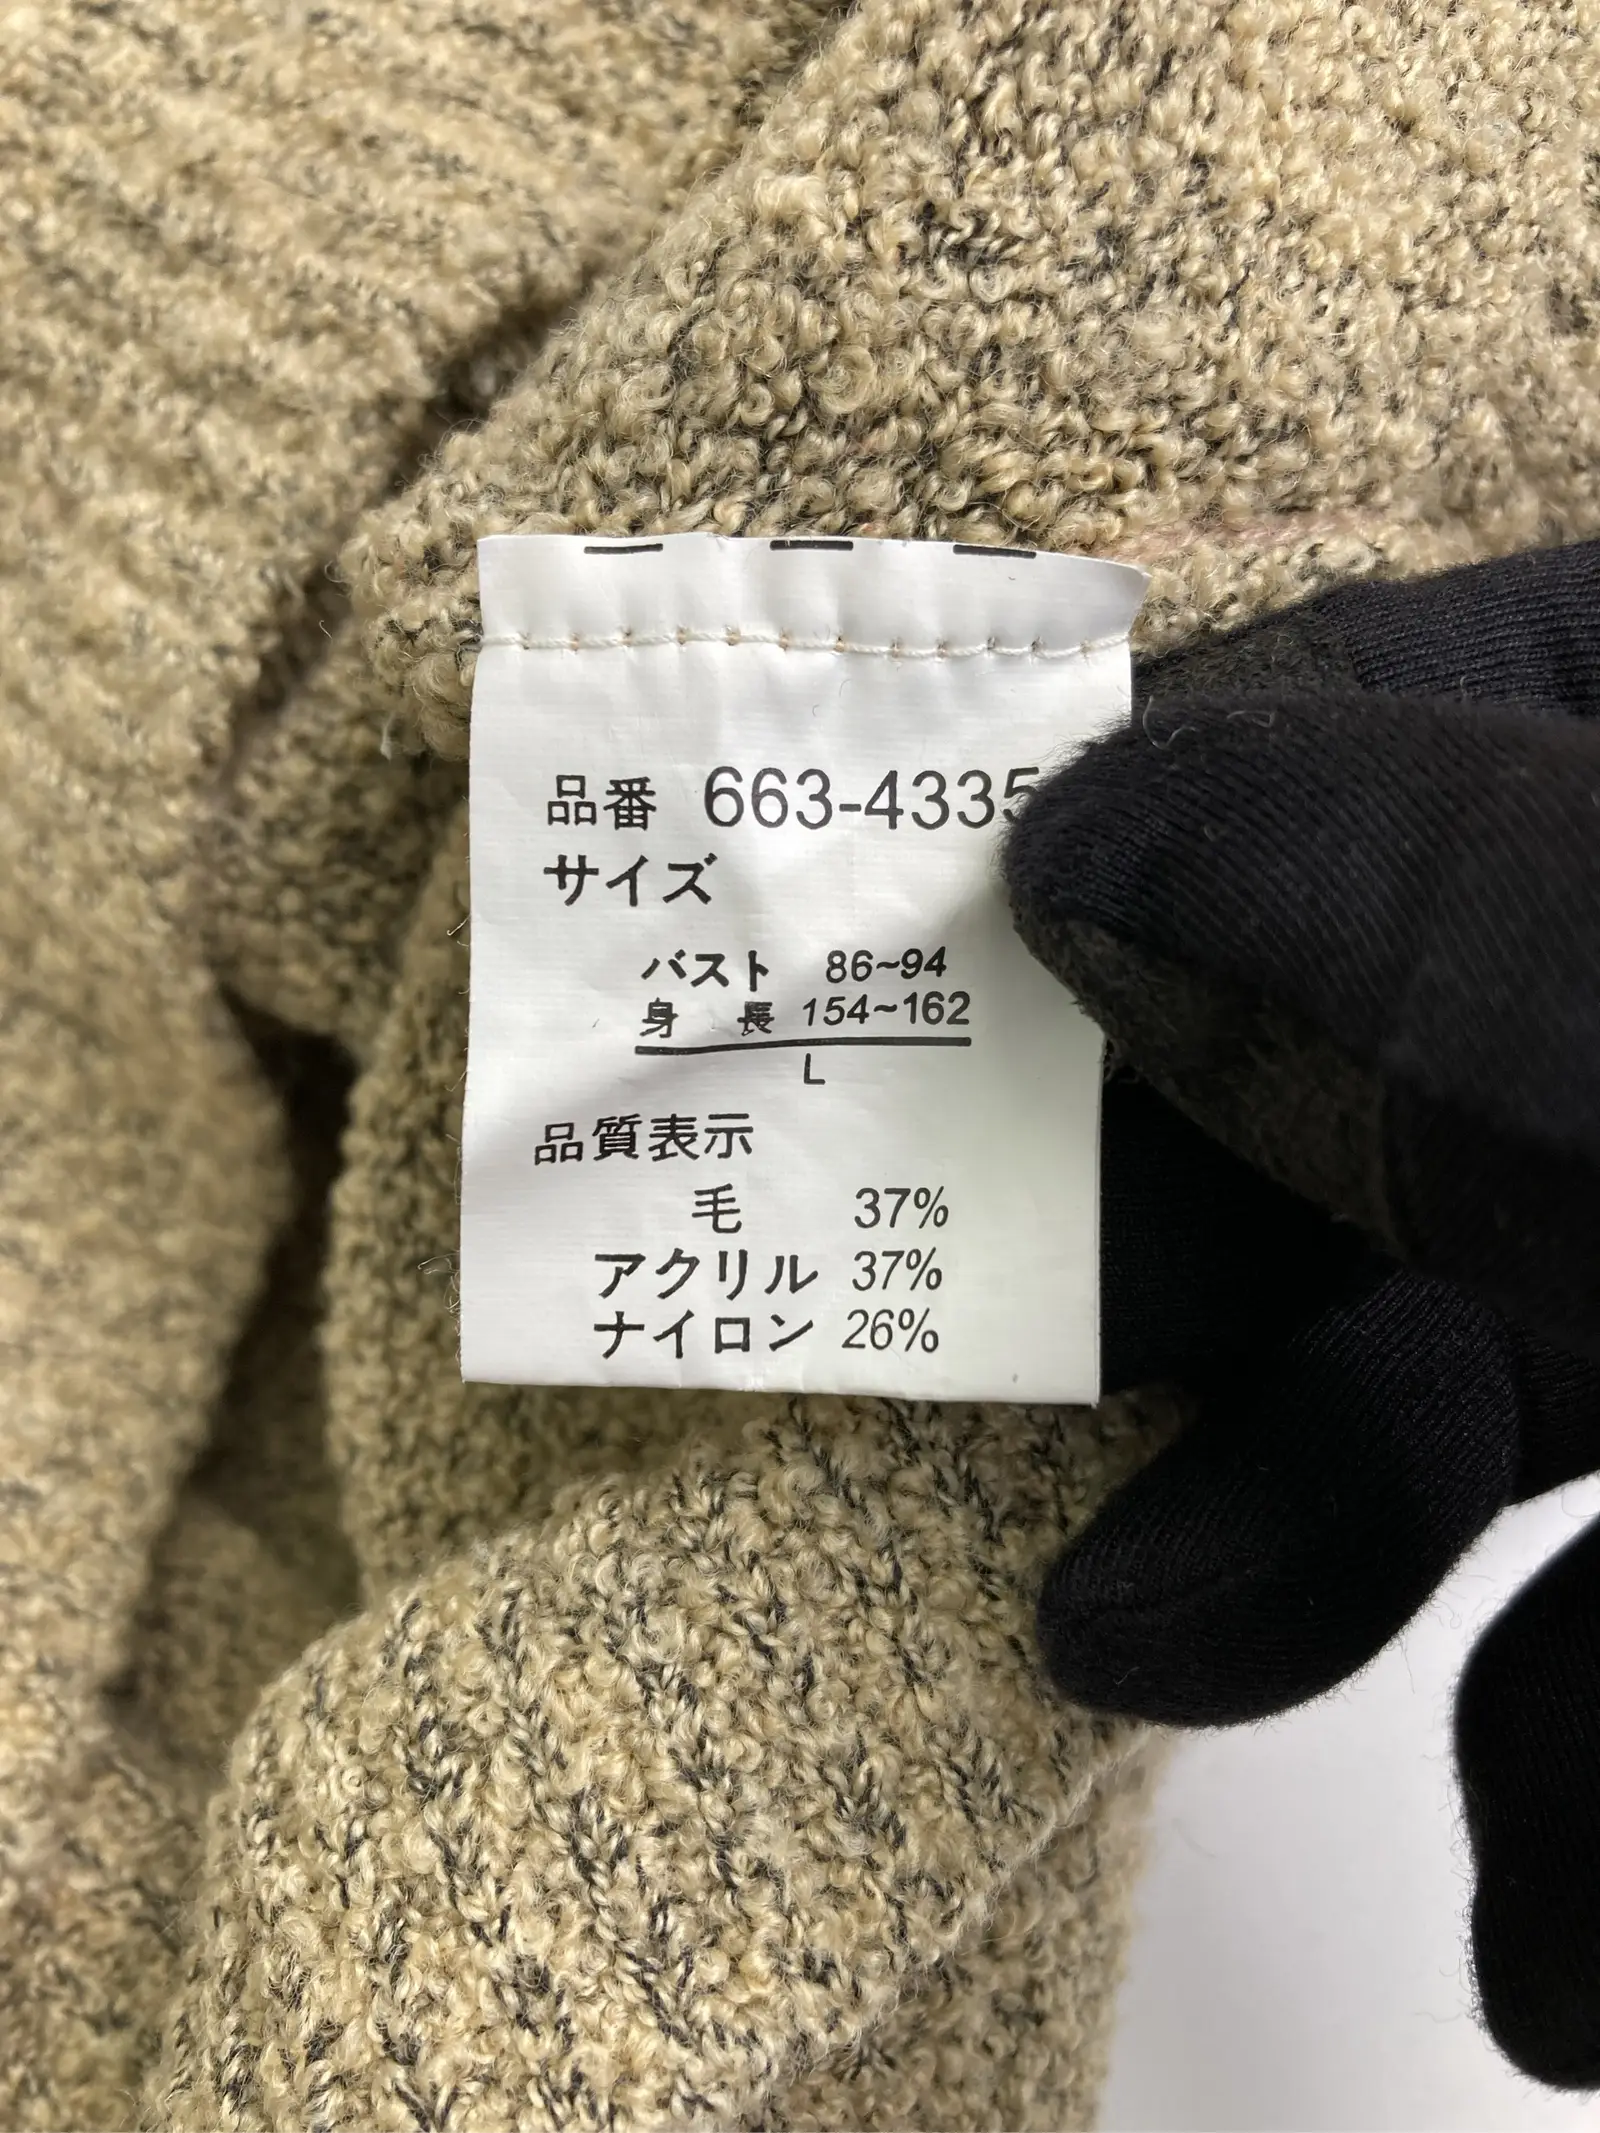 品番 663-4335
サイズ
バスト 86~94
身 長 154~162
L
品質表示
毛 37%
アクリル 37%
ナイロン 26%